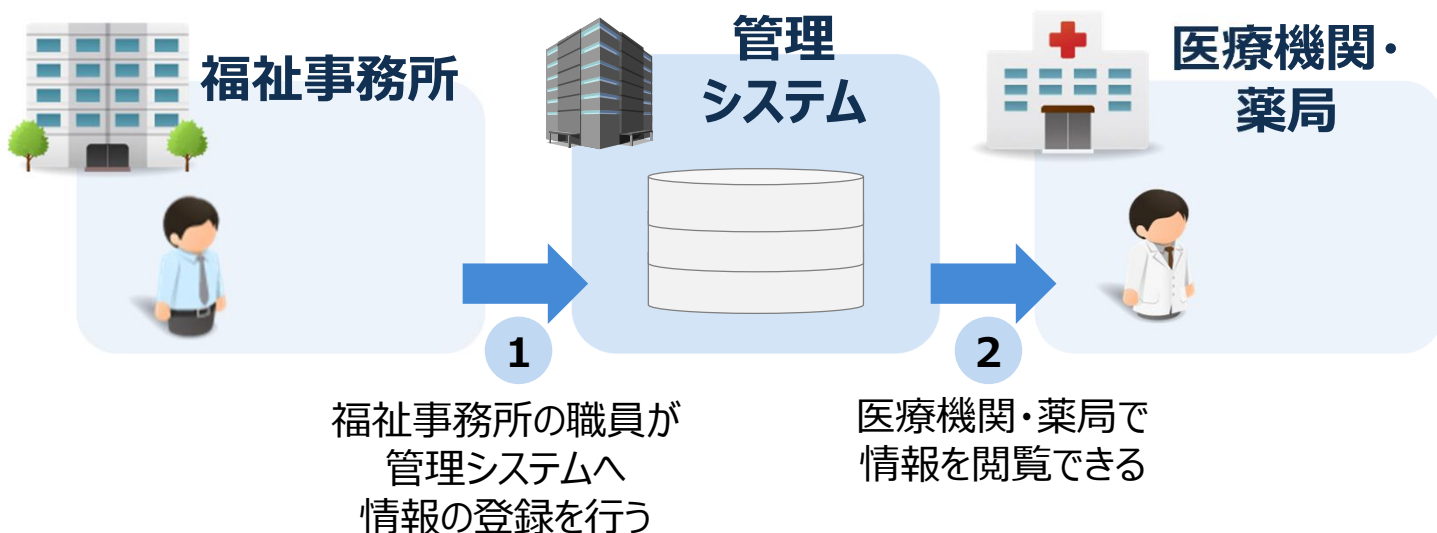 福祉事務所
管理
システム
医療機関・
薬局
1
福祉事務所の職員が
管理システムへ
情報の登録を行う
2
医療機関・薬局で
情報を閲覧できる